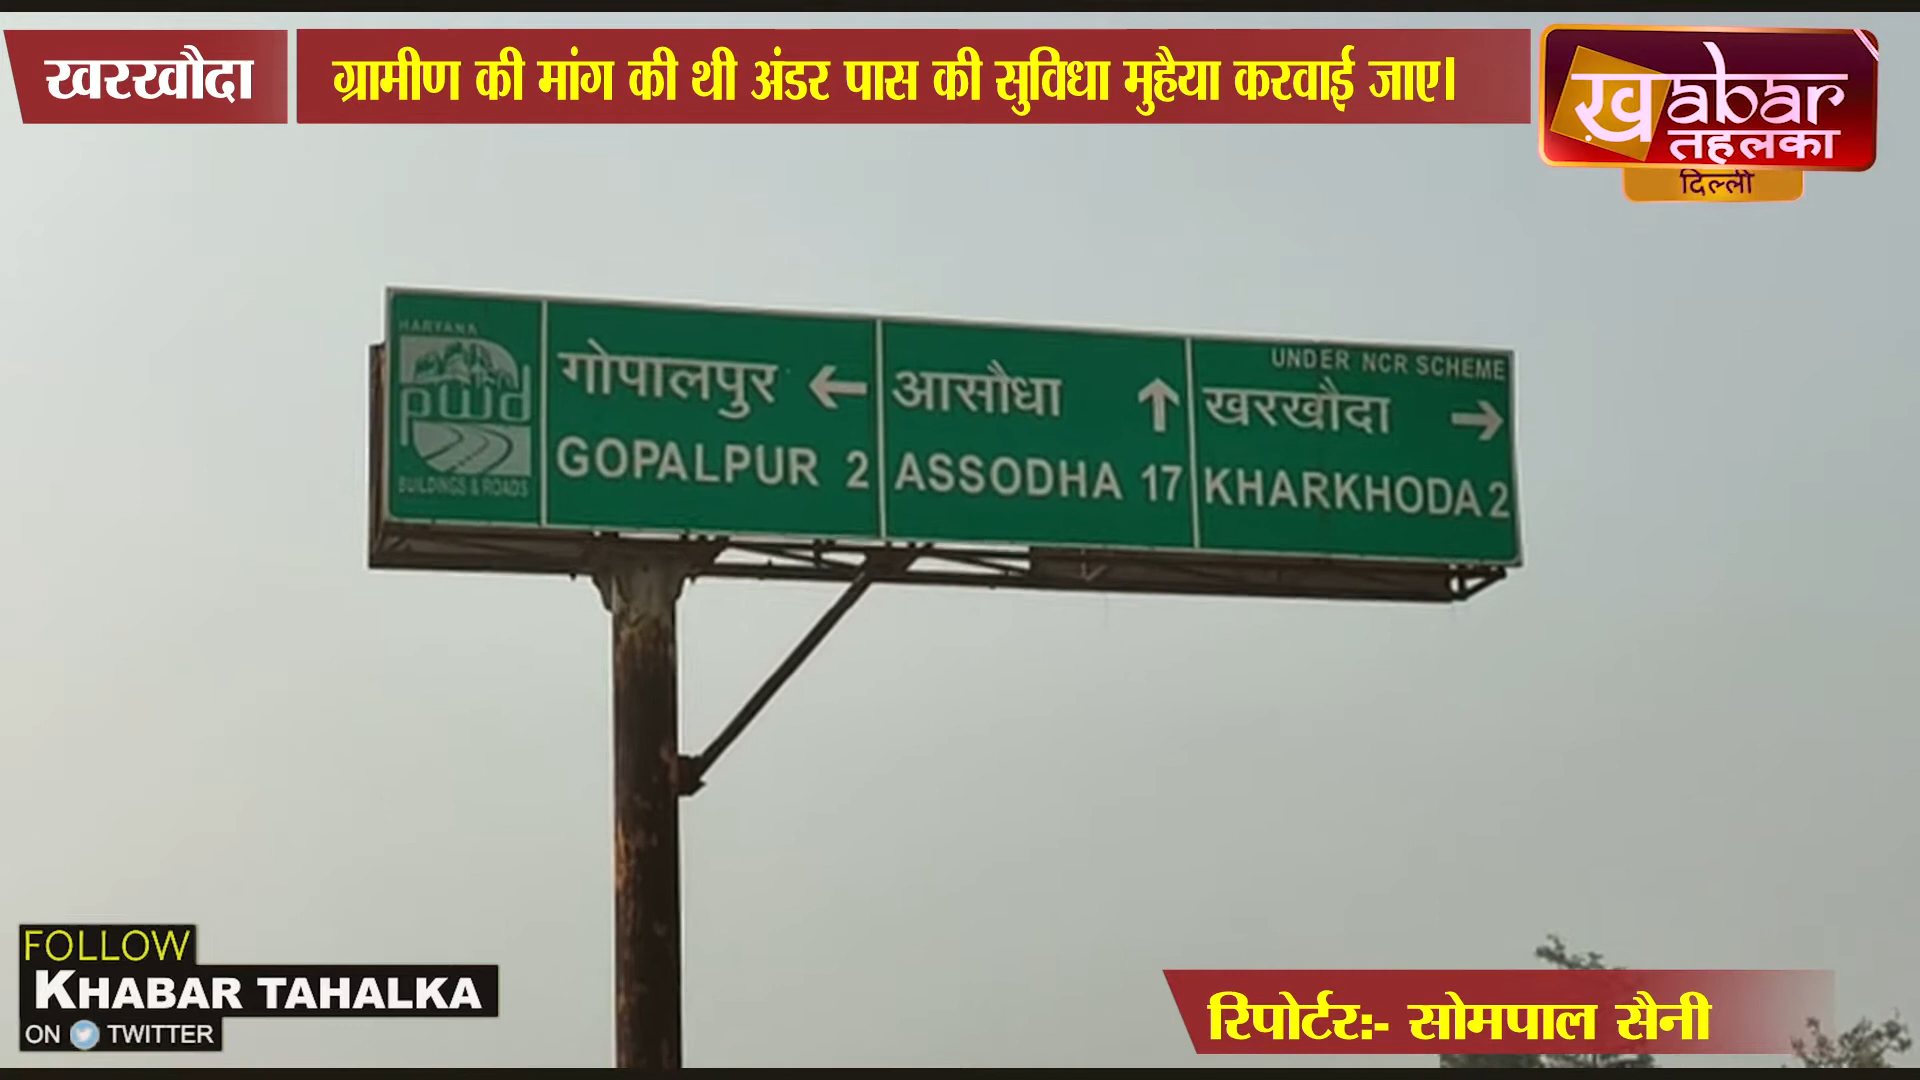 खरखौदा
ग्रामीण की मांग की थी अंडर पास की सुविधा मुहैया करवाई जाए।
ख़abar
तहलका
दिल्ली
HARYANA
pwd
BUILDINGS & ROADS
गोपालपुर ←
GOPALPUR 2
आसौधा ↑
ASSODHA 17
UNDER NCR SCHEME
खरखौदा →
KHARKHODA 2
FOLLOW
KHABAR TAHALKA
ON TWITTER
रिपोर्टर:- सोमपाल सैनी